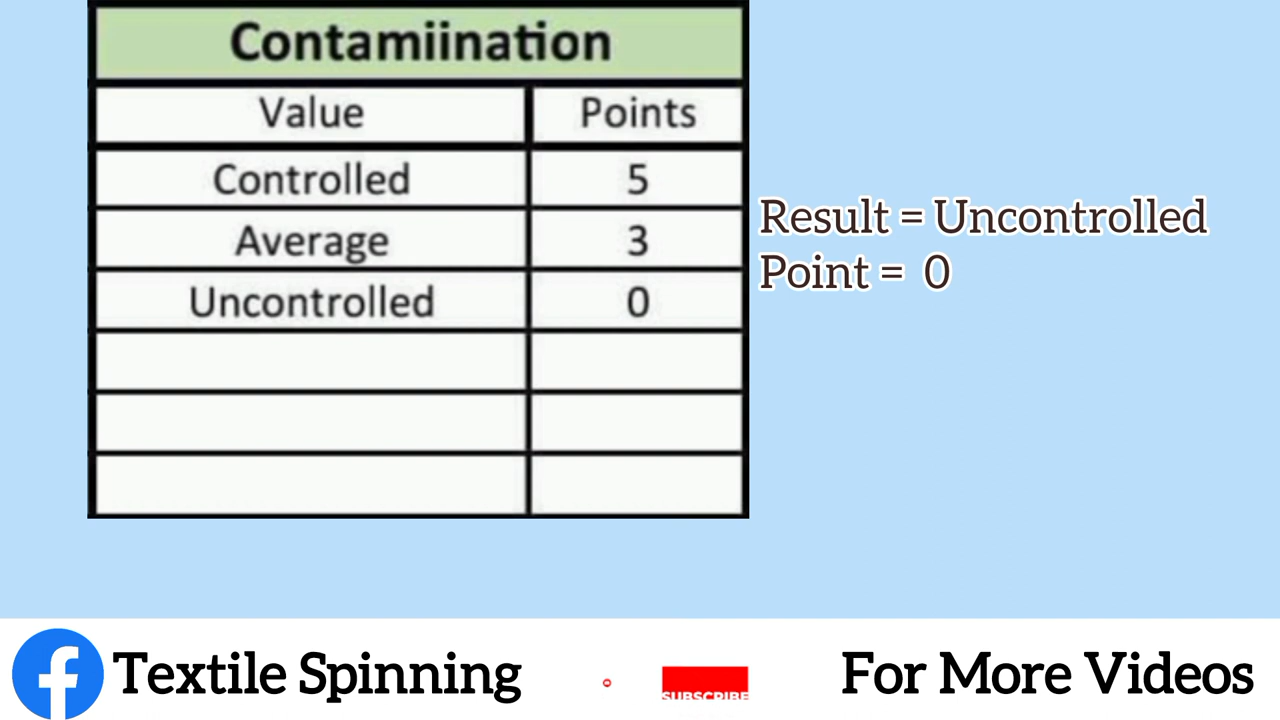 Contamiination
Value Points
Controlled 5
Average 3
Uncontrolled 0
Result = Uncontrolled
Point = 0
Textile Spinning
SUBSCRIBE
For More Videos